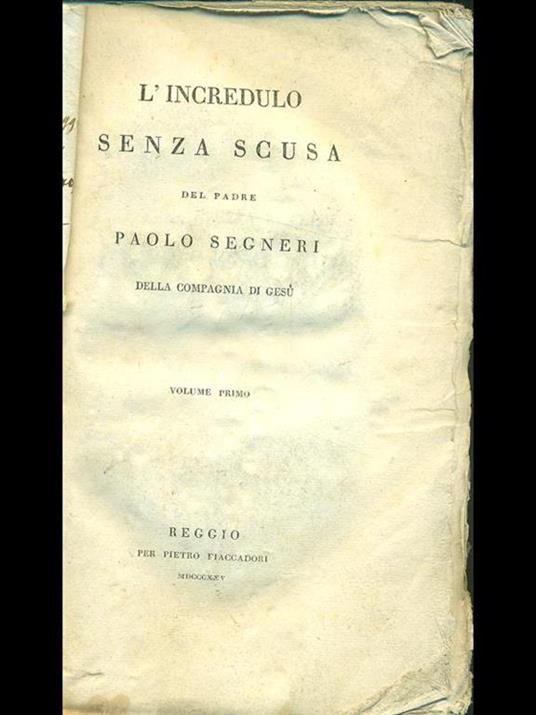 L' INCREDULO
SENZA SCUSA
DEL PADRE
PAOLO SEGNERI
DELLA COMPAGNIA DI GESÙ
VOLUME PRIMO
REGGIO
PER PIETRO FIACCADORI
MDCCCXXV